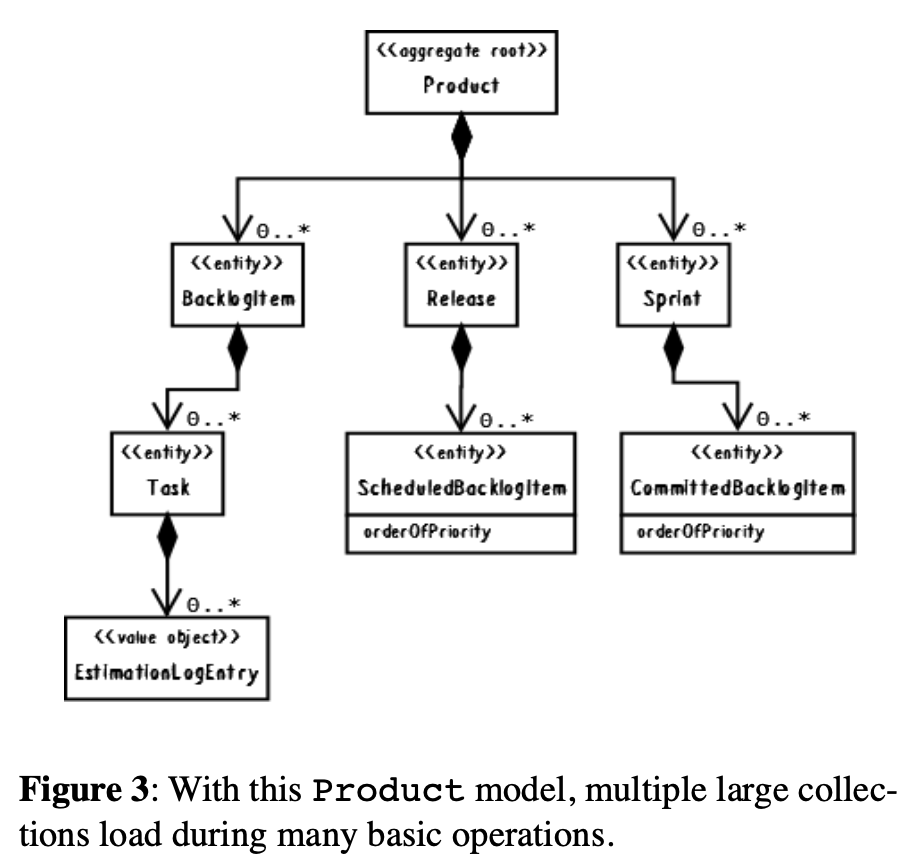 <<aggregate root>>
Product
0..*
0..*
0..*
<<entity>>
BacklogItem
<<entity>>
Release
<<entity>>
Sprint
0..*
0..*
0..*
<<entity>>
Task
<<entity>>
ScheduledBacklogItem
orderOfPriority
<<entity>>
CommittedBacklogItem
orderOfPriority
0..*
<<value object>>
EstimationLogEntry
Figure 3: With this Product model, multiple large collec-
tions load during many basic operations.